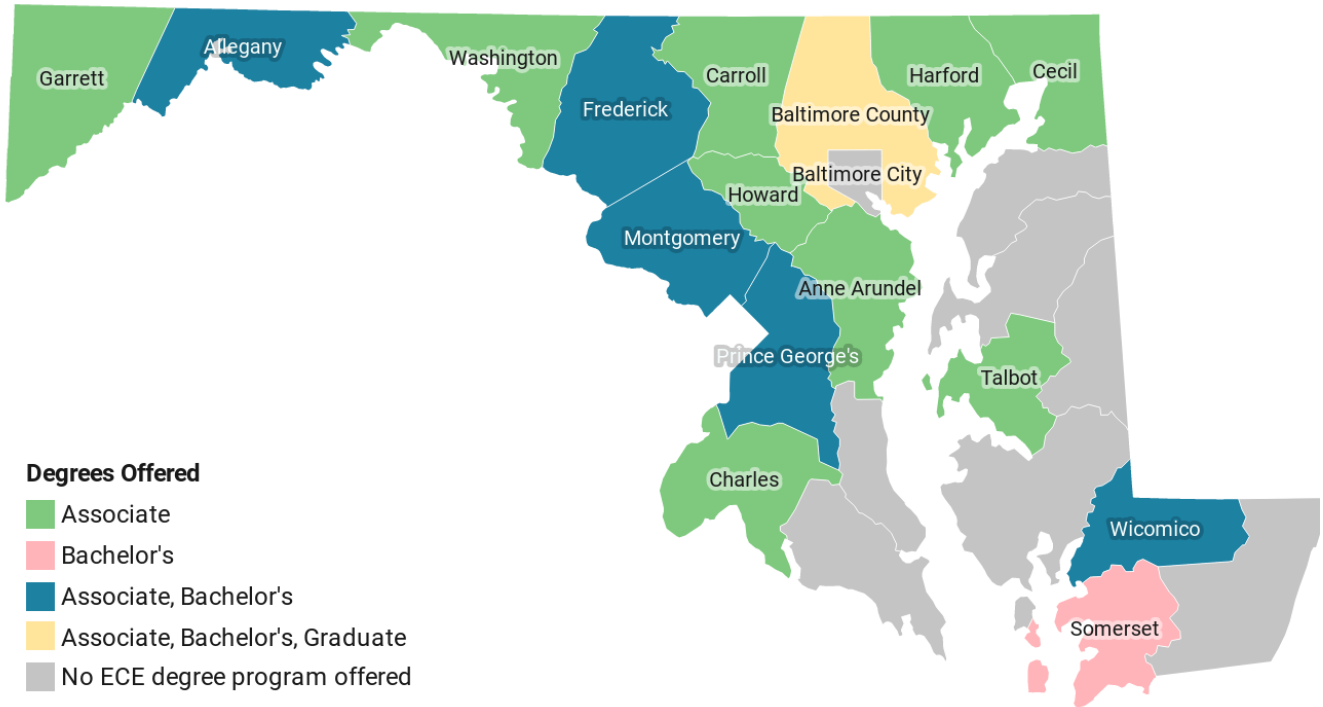 Garrett
Allegany
Washington
Frederick
Carroll
Baltimore County
Harford
Cecil
Baltimore City
Howard
Montgomery
Anne Arundel
Prince George's
Talbot
Charles
Wicomico
Somerset
Degrees Offered
Associate
Bachelor's
Associate, Bachelor's
Associate, Bachelor's, Graduate
No ECE degree program offered